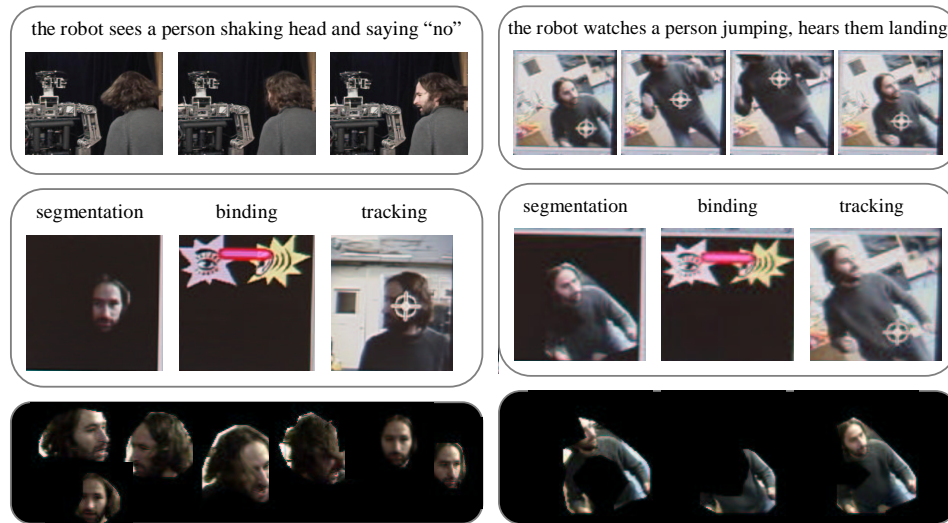 the robot sees a person shaking head and saying “no”
the robot watches a person jumping, hears them landing
segmentation
binding
tracking
segmentation
binding
tracking